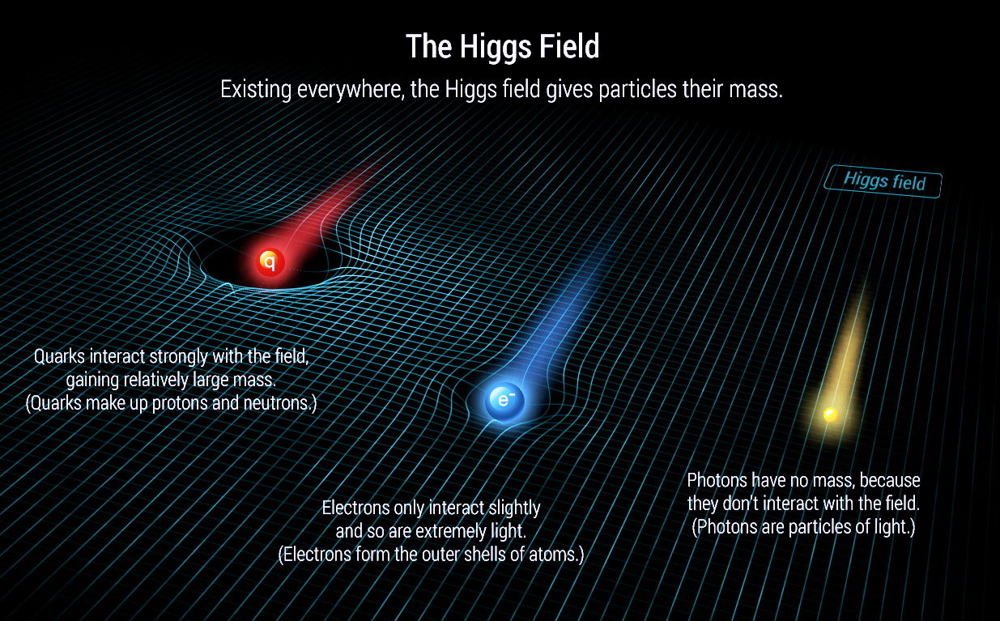 The Higgs Field
Existing everywhere, the Higgs field gives particles their mass.
Higgs field
q
Quarks interact strongly with the field,
gaining relatively large mass.
(Quarks make up protons and neutrons.)
e⁻
Electrons only interact slightly
and so are extremely light.
(Electrons form the outer shells of atoms.)
Photons have no mass, because
they don't interact with the field.
(Photons are particles of light.)